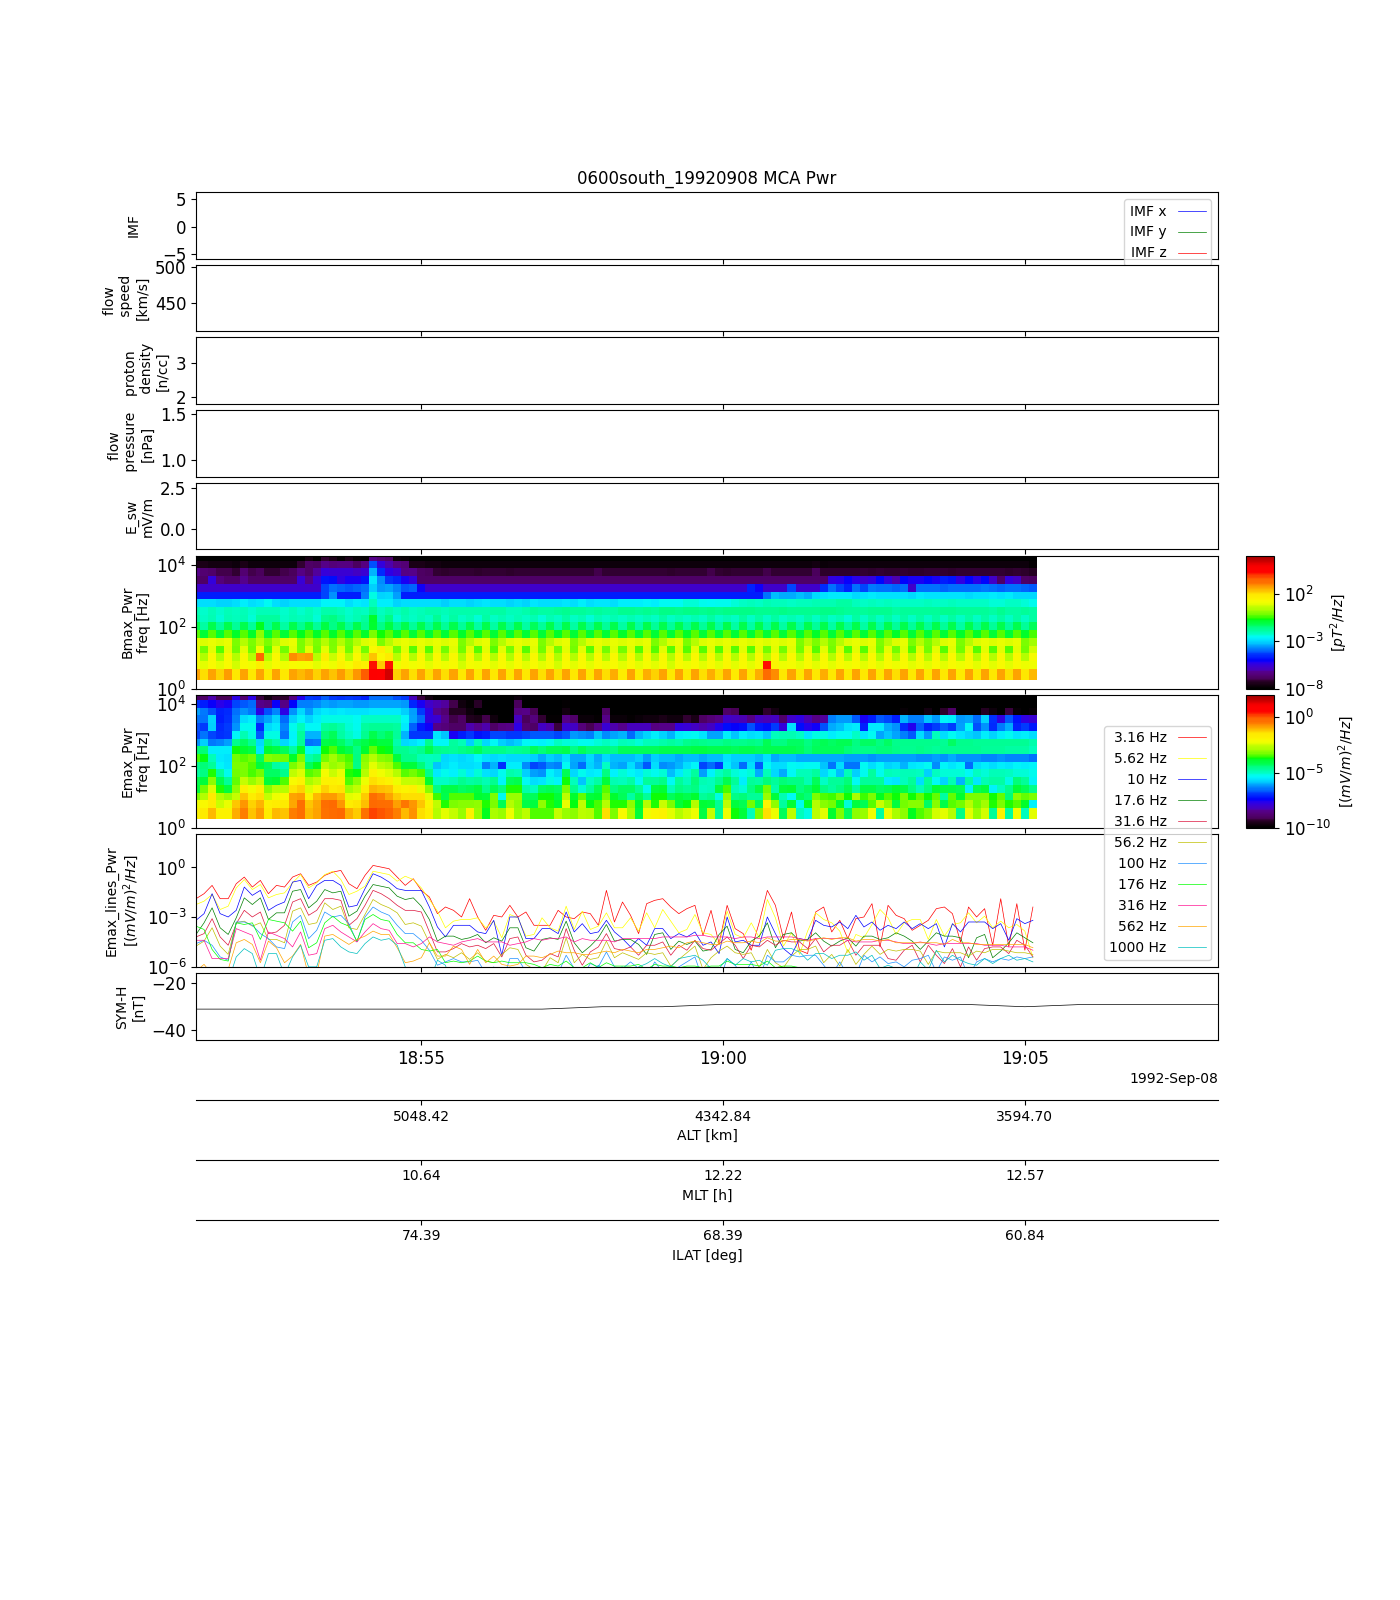 0600south_19920908 MCA Pwr
IMF
5
0
−5
IMF x
IMF y
IMF z
flow
speed
[km/s]
500
450
proton
density
[n/cc]
3
2
flow
pressure
[nPa]
1.5
1.0
E_sw
mV/m
2.5
0.0
Bmax_Pwr
freq [Hz]
10^4
10^2
10^0
10^2
10^−3
10^−8
[pT^2/Hz]
Emax_Pwr
freq [Hz]
10^4
10^2
10^0
10^0
10^−5
10^−10
[(mV/m)^2/Hz]
3.16 Hz
5.62 Hz
10 Hz
17.6 Hz
31.6 Hz
56.2 Hz
100 Hz
176 Hz
316 Hz
562 Hz
1000 Hz
Emax_lines_Pwr
[(mV/m)^2/Hz]
10^0
10^−3
10^−6
SYM-H
[nT]
−20
−40
18:55 19:00 19:05
1992-Sep-08
5048.42 4342.84 3594.70
ALT [km]
10.64 12.22 12.57
MLT [h]
74.39 68.39 60.84
ILAT [deg]